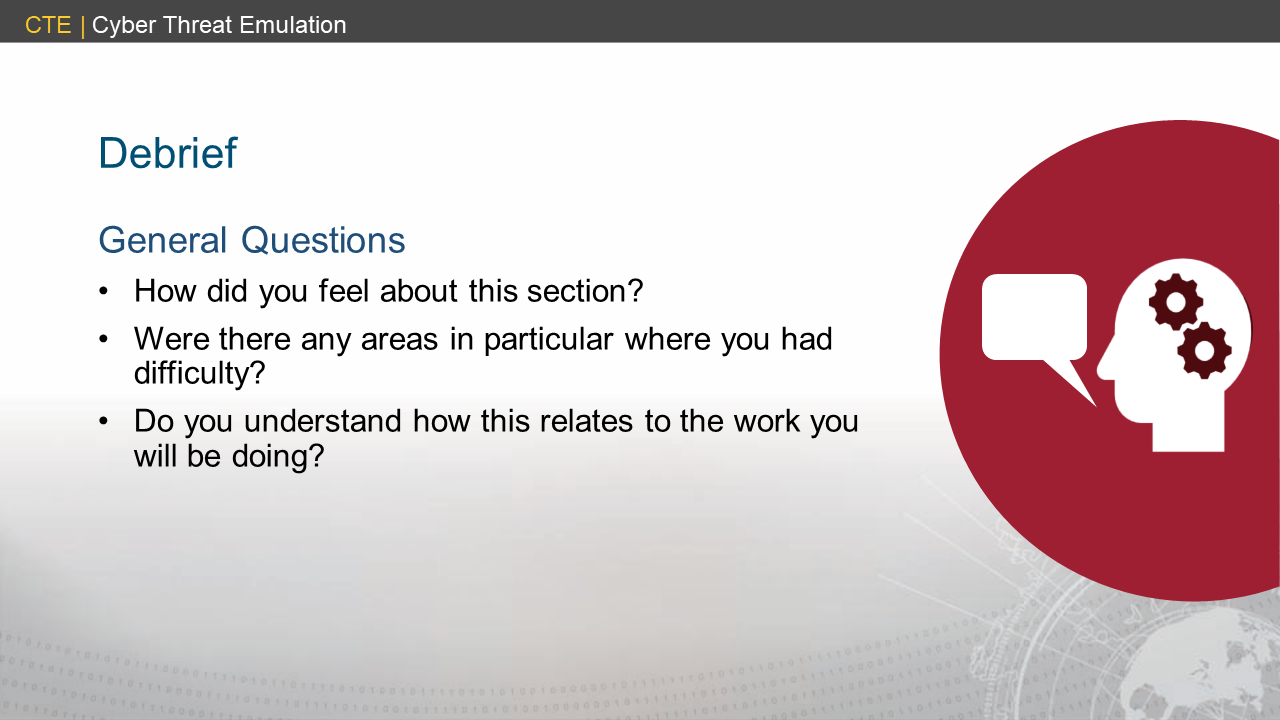 CTE | Cyber Threat Emulation
Debrief
General Questions
• How did you feel about this section?
• Were there any areas in particular where you had
difficulty?
• Do you understand how this relates to the work you
will be doing?